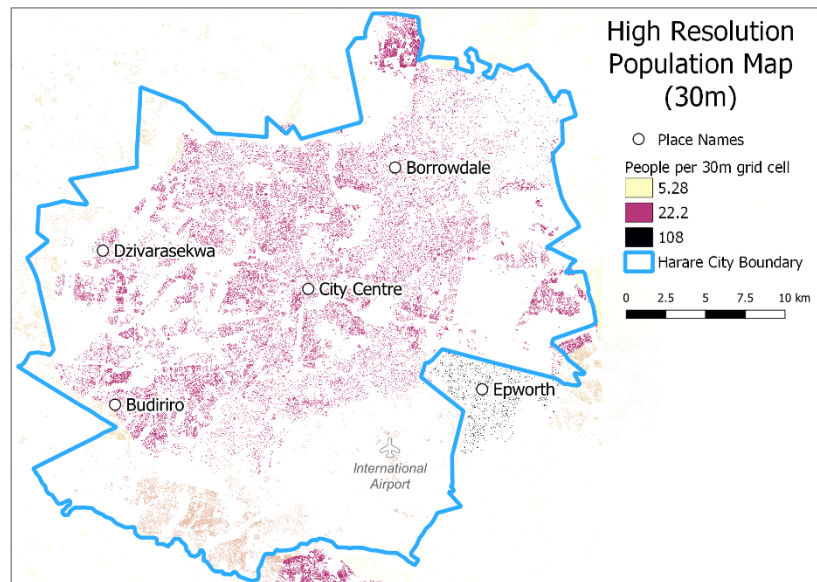 High Resolution
Population Map
(30m)
Place Names
People per 30m grid cell
5.28
22.2
108
Harare City Boundary
0 2.5 5 7.5 10 km
Borrowdale
Dzivarasekwa
City Centre
Epworth
Budiriro
International
Airport